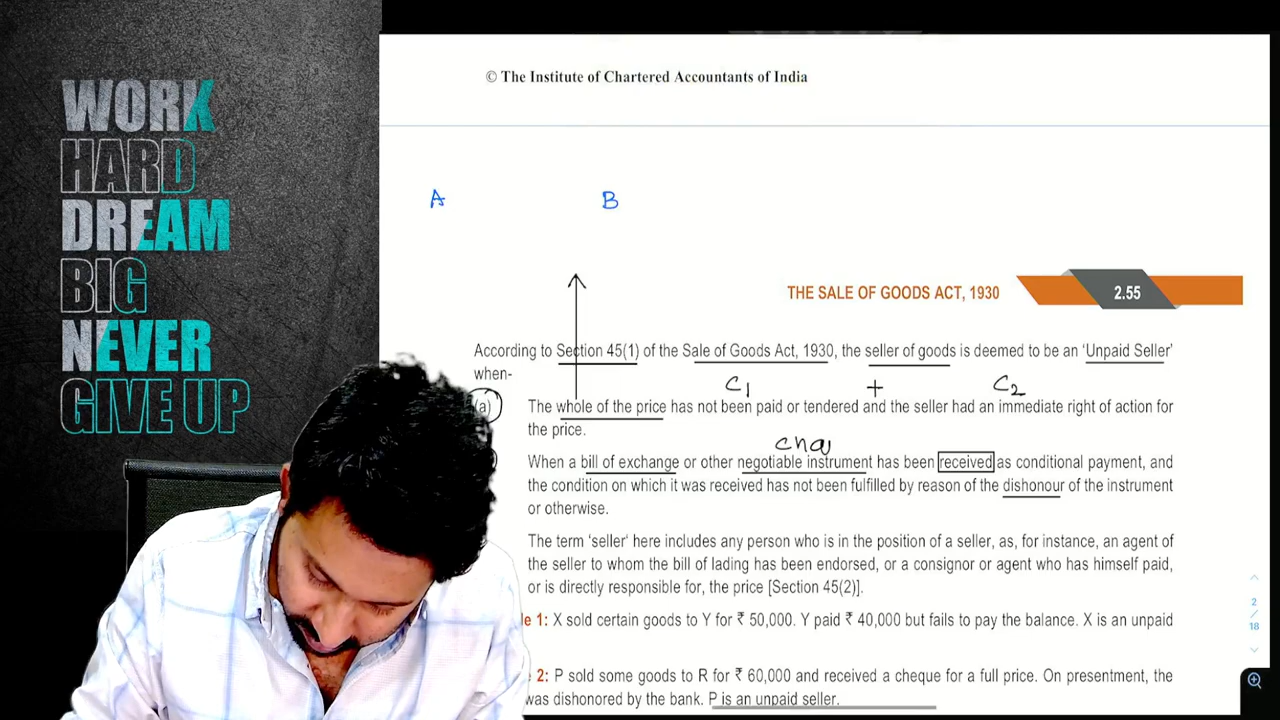 WORK
HARD
DREAM
BIG
NEVER
GIVE UP
© The Institute of Chartered Accountants of India
A B
THE SALE OF GOODS ACT, 1930 2.55
According to Section 45(1) of the Sale of Goods Act, 1930, the seller of goods is deemed to be an ‘Unpaid Seller’
when-
C1 + C2
(a) The whole of the price has not been paid or tendered and the seller had an immediate right of action for
the price.
cheq
When a bill of exchange or other negotiable instrument has been received as conditional payment, and
the condition on which it was received has not been fulfilled by reason of the dishonour of the instrument
or otherwise.
The term ‘seller‘ here includes any person who is in the position of a seller, as, for instance, an agent of
the seller to whom the bill of lading has been endorsed, or a consignor or agent who has himself paid,
or is directly responsible for, the price [Section 45(2)].
le 1: X sold certain goods to Y for ₹ 50,000. Y paid ₹ 40,000 but fails to pay the balance. X is an unpaid
2: P sold some goods to R for ₹ 60,000 and received a cheque for a full price. On presentment, the
was dishonored by the bank. P is an unpaid seller.
2
/
18